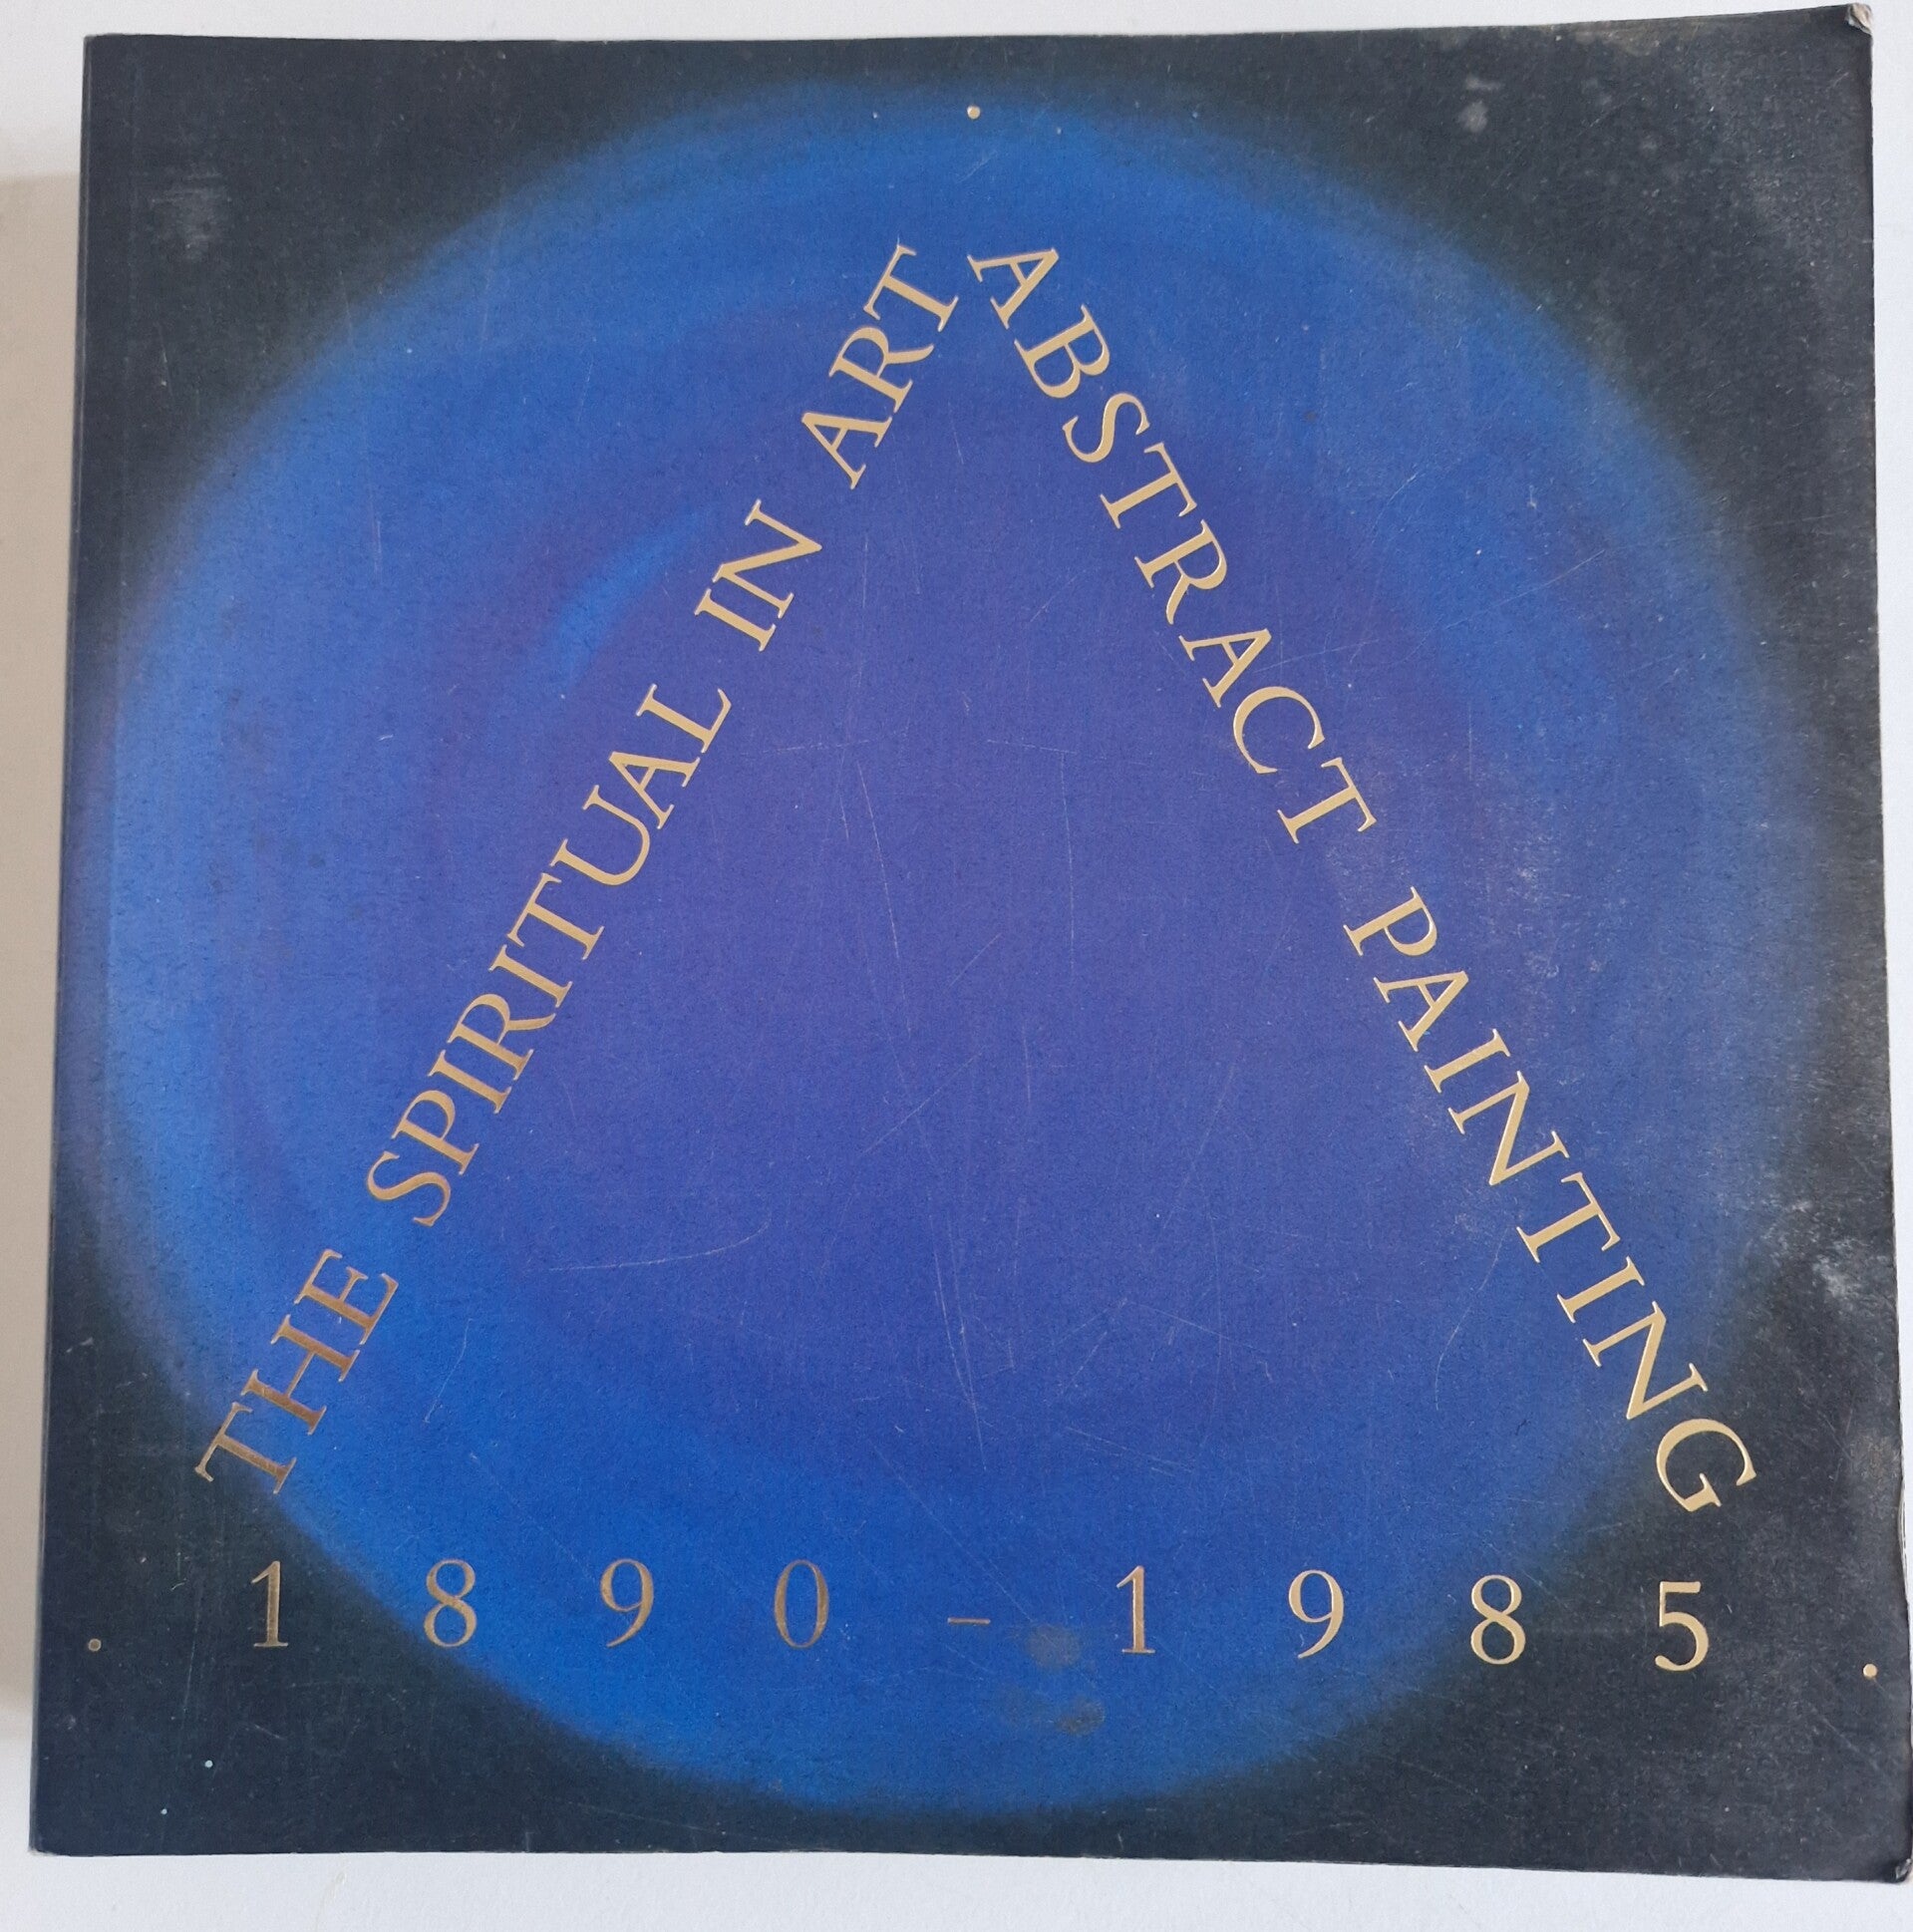 THE SPIRITUAL IN ART
ABSTRACT PAINTING
1890-1985